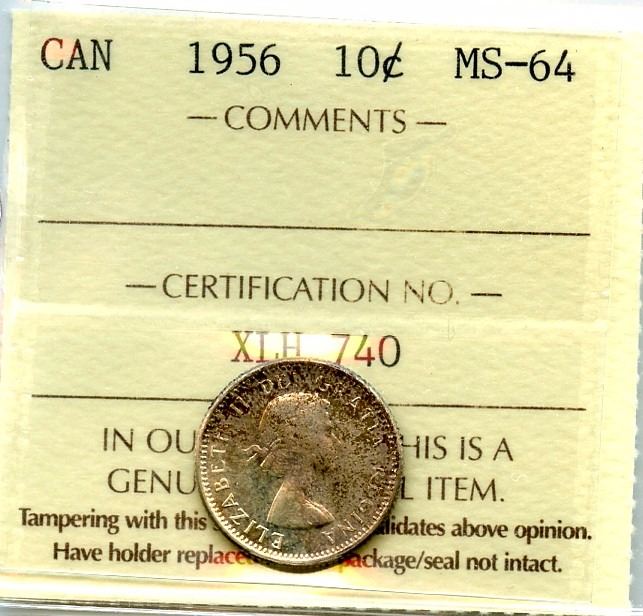 CAN 1956 10¢ MS-64
— COMMENTS —
— CERTIFICATION NO. —
XLH 740
IN OU HIS IS A
GENU L ITEM.
Tampering with this lidates above opinion.
Have holder replace package/seal not intact.
ELIZABETH II DEI GRATIA REGINA